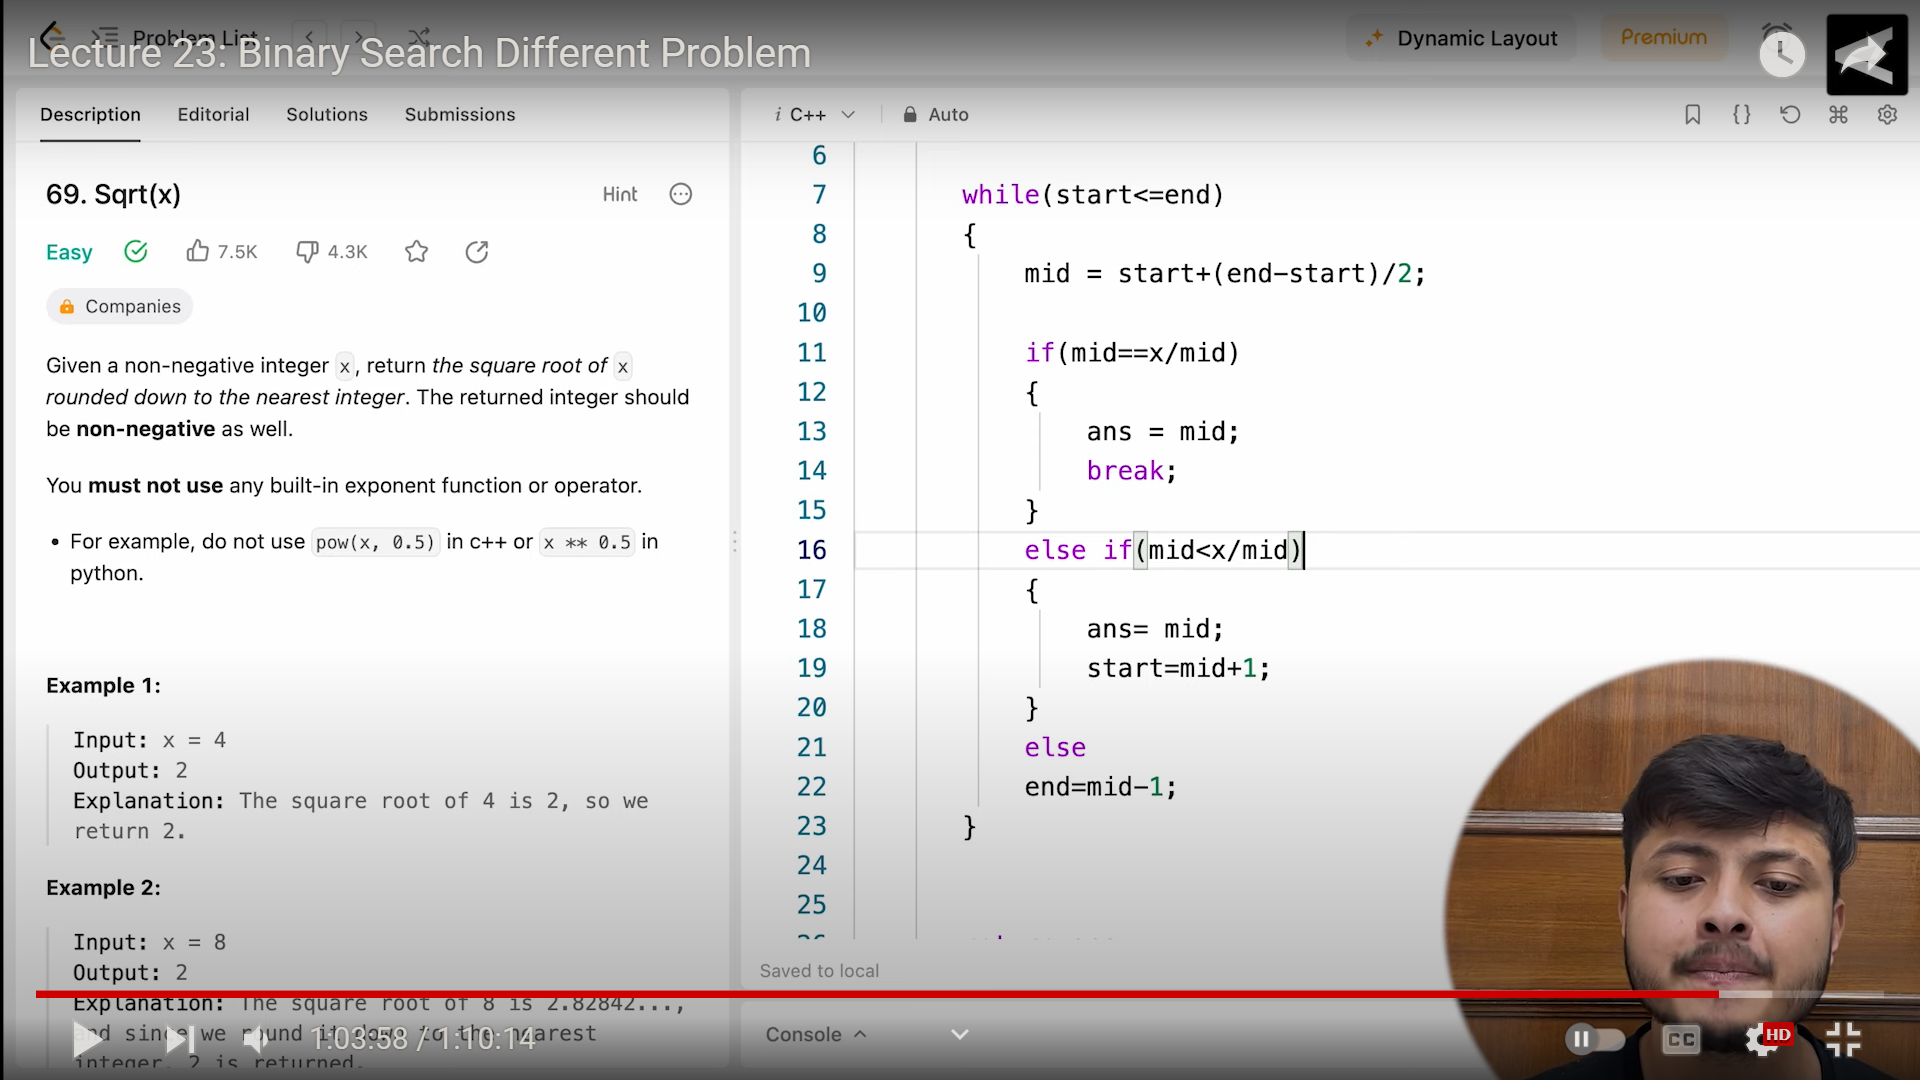 Problem List
Lecture 23: Binary Search Different Problem
Dynamic Layout
Premium
Description Editorial Solutions Submissions
69. Sqrt(x)
Hint
Easy 7.5K 4.3K
Companies
Given a non-negative integer x, return the square root of x
rounded down to the nearest integer. The returned integer should
be non-negative as well.
You must not use any built-in exponent function or operator.
• For example, do not use pow(x, 0.5) in c++ or x ** 0.5 in
python.
Example 1:
Input: x = 4
Output: 2
Explanation: The square root of 4 is 2, so we
return 2.
Example 2:
Input: x = 8
Output: 2
Explanation: The square root of 8 is 2.82842...,
and since we round it down to the nearest
integer, 2 is returned.
1:03:58 / 1:10:14
i C++ Auto
6
7 while(start<=end)
8 {
9 mid = start+(end-start)/2;
10
11 if(mid==x/mid)
12 {
13 ans = mid;
14 break;
15 }
16 else if(mid<x/mid)
17 {
18 ans= mid;
19 start=mid+1;
20 }
21 else
22 end=mid-1;
23 }
24
25
Saved to local
Console
CC
HD